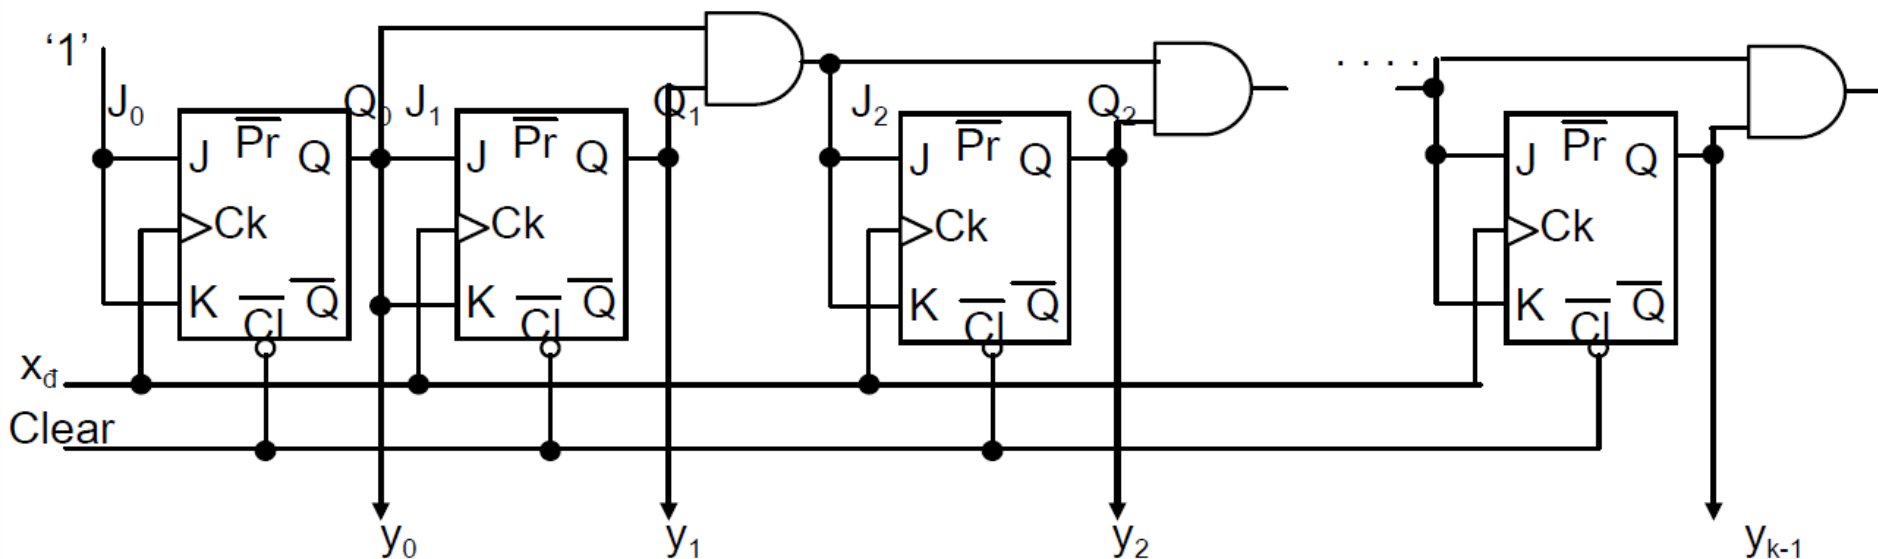 ‘1’ . . . .
J0 Q0 J1 Q1 J2 Q2
Pr Pr Pr Pr
J Q J Q J Q J Q
Ck Ck Ck Ck
K Cl Q K Cl Q K Cl Q K Cl Q
xđ
Clear
y0 y1 y2 yk-1